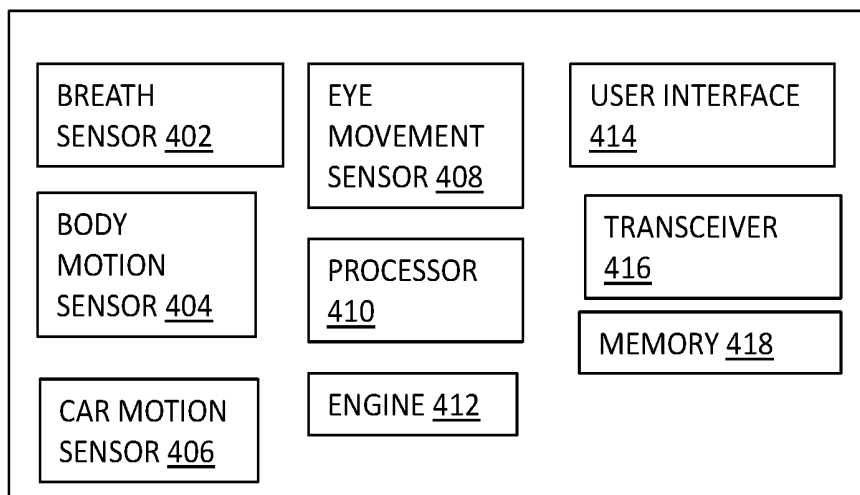 BREATH
SENSOR 402
BODY
MOTION
SENSOR 404
CAR MOTION
SENSOR 406
EYE
MOVEMENT
SENSOR 408
PROCESSOR
410
ENGINE 412
USER INTERFACE
414
TRANSCEIVER
416
MEMORY 418